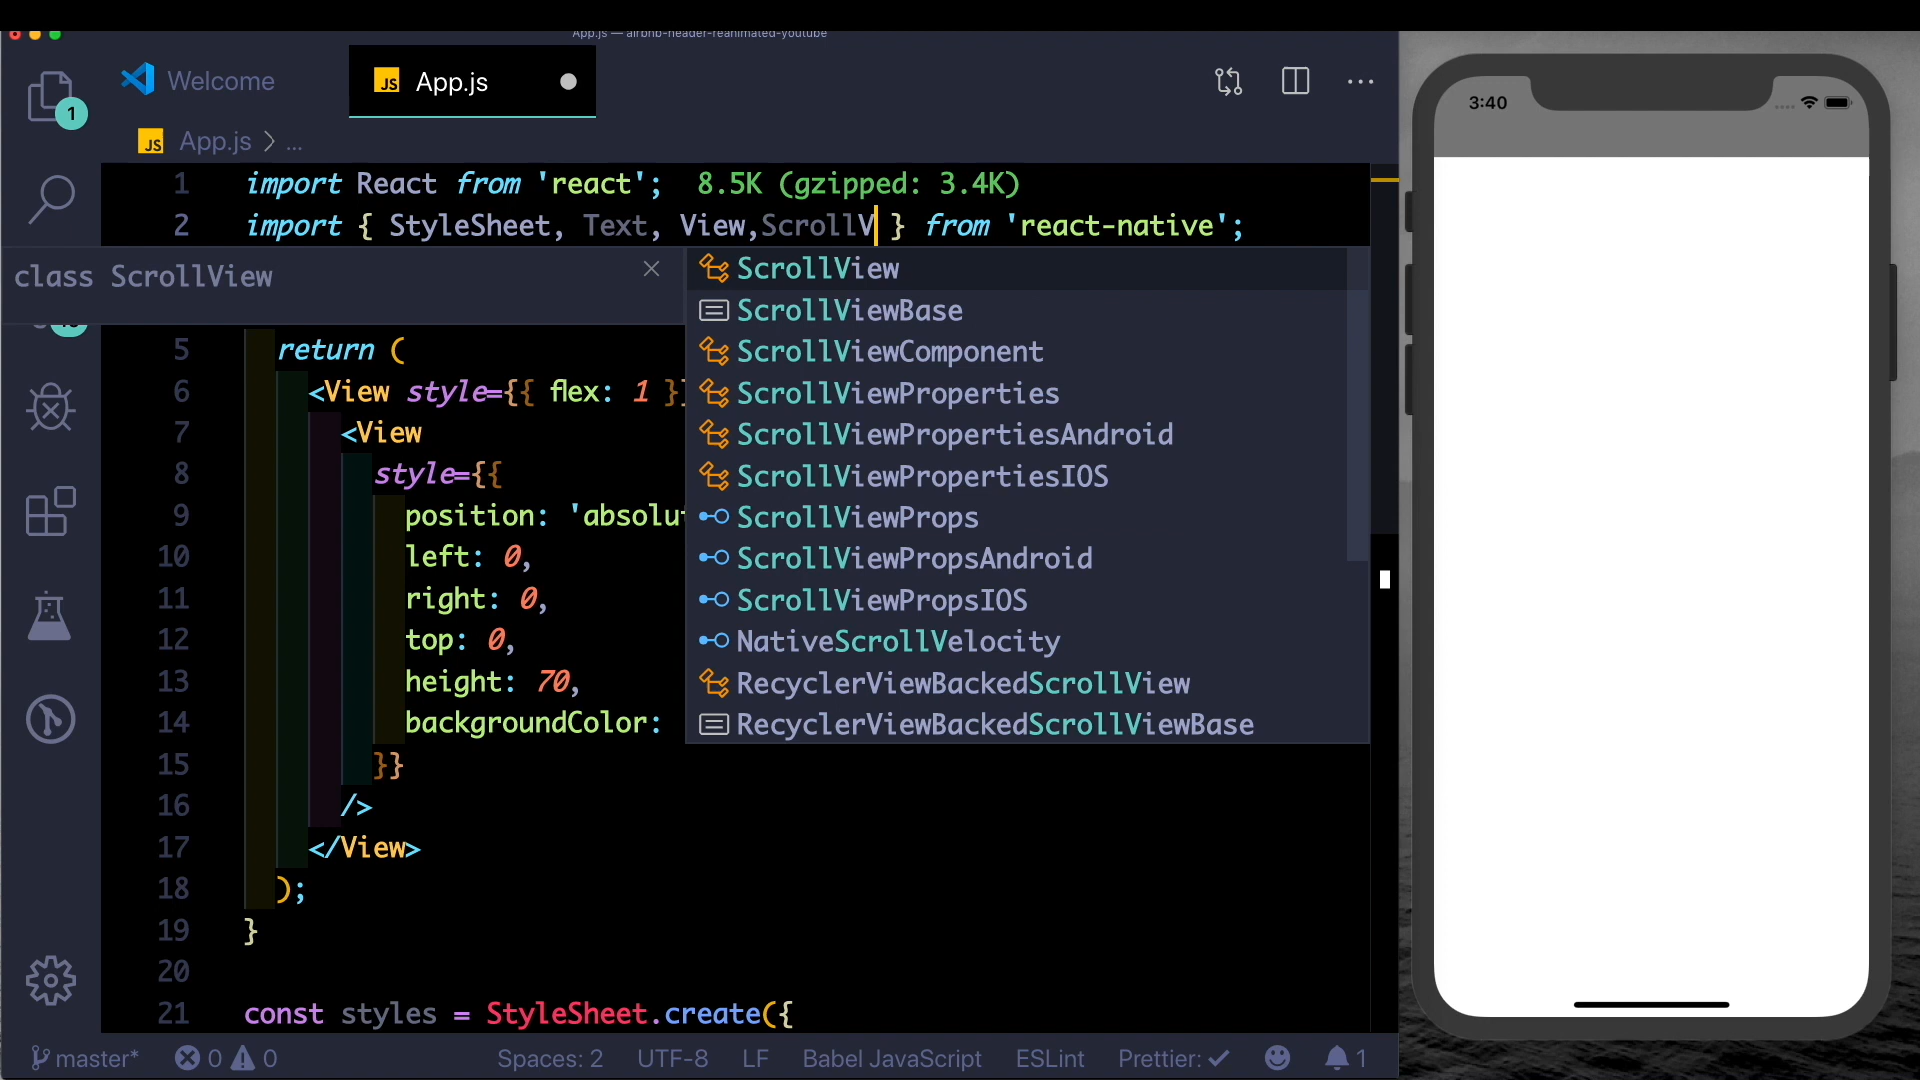 App.js — airbnb-header-reanimated-youtube
Welcome
JS App.js
JS App.js > ...
1
1 import React from 'react'; 8.5K (gzipped: 3.4K)
2 import { StyleSheet, Text, View,ScrollV } from 'react-native';
class ScrollView
ScrollView
ScrollViewBase
ScrollViewComponent
ScrollViewProperties
ScrollViewPropertiesAndroid
ScrollViewPropertiesIOS
ScrollViewProps
ScrollViewPropsAndroid
ScrollViewPropsIOS
NativeScrollVelocity
RecyclerViewBackedScrollView
RecyclerViewBackedScrollViewBase
5 return (
6 <View style={{ flex: 1 }}
7 <View
8 style={{
9 position: 'absolu
10 left: 0,
11 right: 0,
12 top: 0,
13 height: 70,
14 backgroundColor:
15 }}
16 />
17 </View>
18 );
19 }
20
21 const styles = StyleSheet.create({
master* 0 0 Spaces: 2 UTF-8 LF Babel JavaScript ESLint Prettier: ✓ 1
3:40